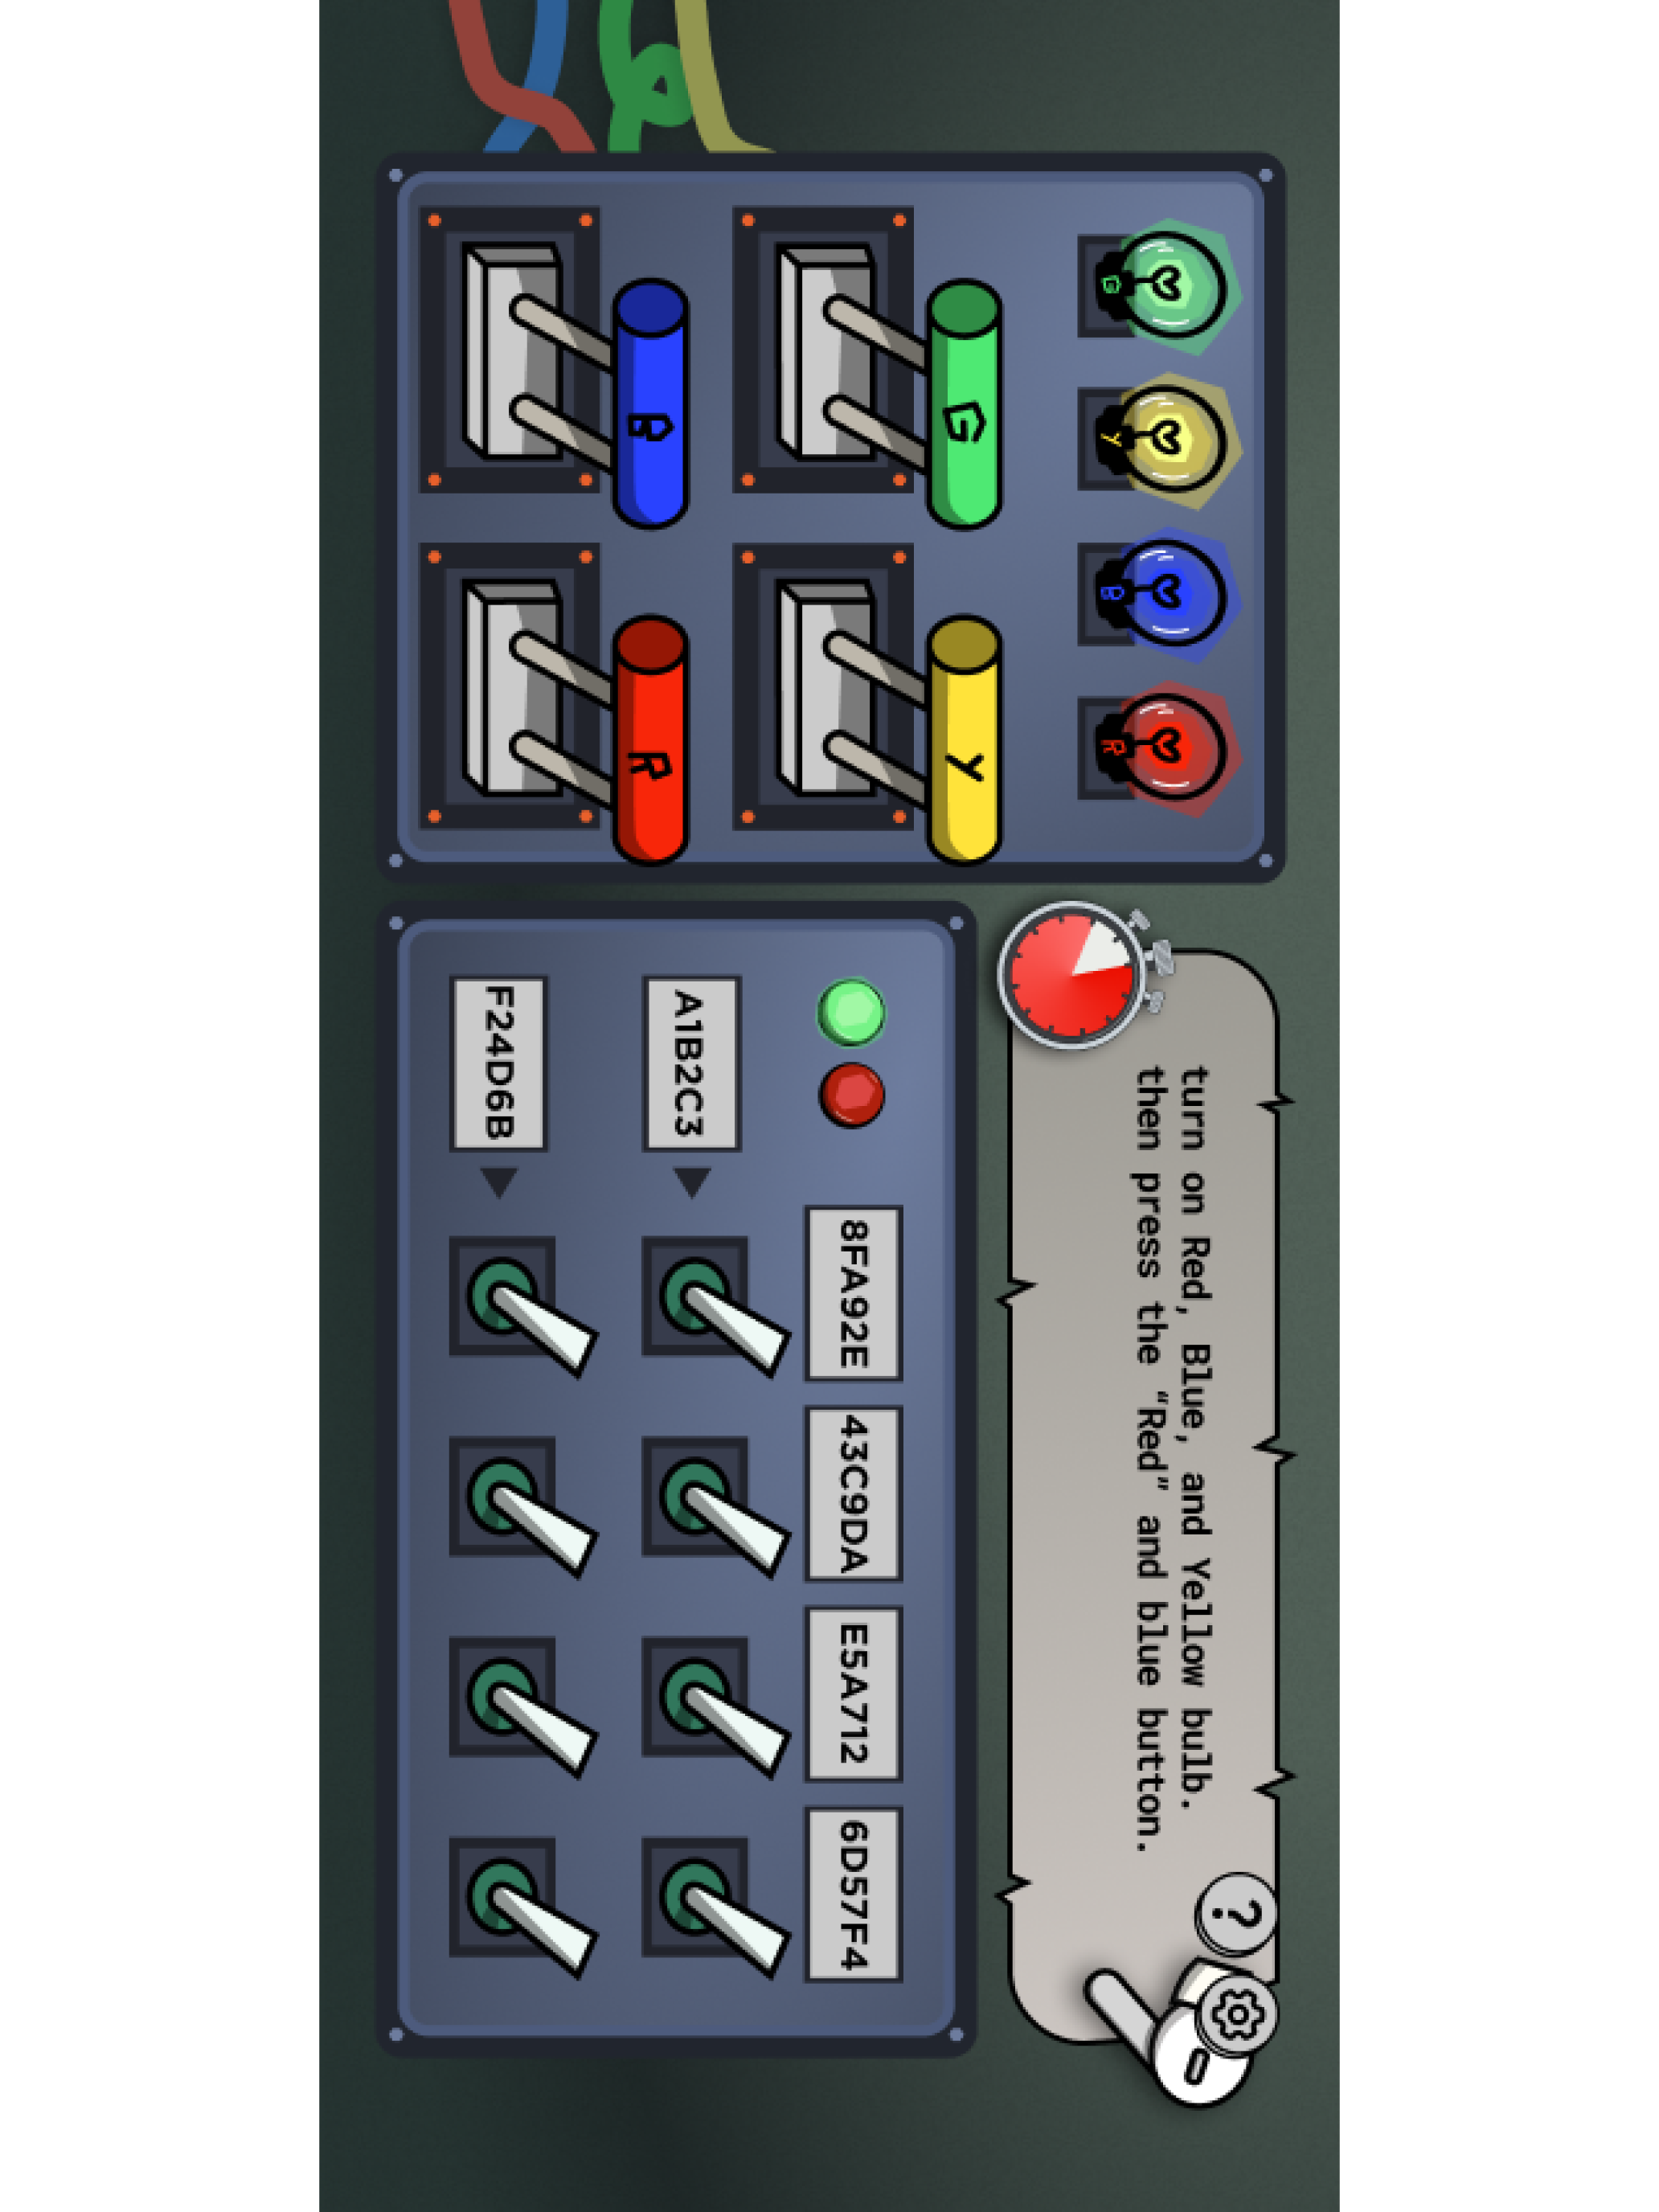 G Y B R
G Y
B R
turn on Red, Blue, and Yellow bulb.
then press the "Red" and blue button.
?
8FA92E 43C9DA E5A712 6D57F4
A1B2C3
F24D6B